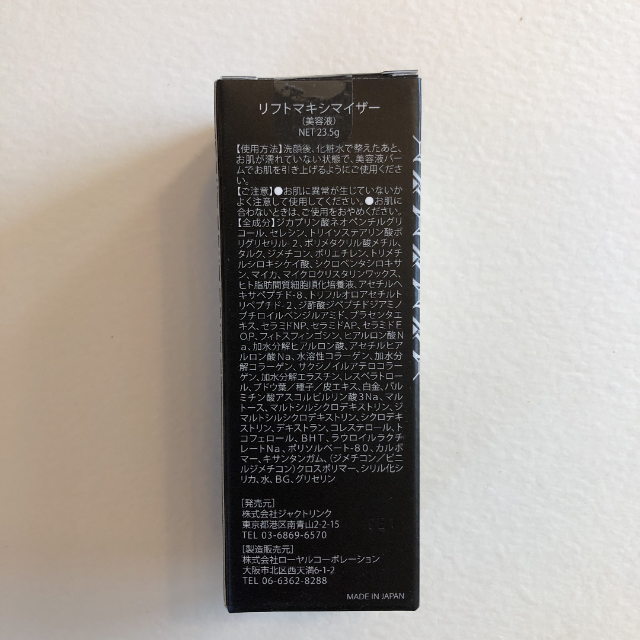 リフトマキシマイザー
(美容液)
NET 23.5g
【使用方法】洗顔後、化粧水で整えたあと、
お肌が濡れていない状態で、美容液バー
ムでお肌を引き上げるようにご使用くだ
さい。
【ご注意】●お肌に異常が生じていないか
よく注意して使用してください。●お肌に
合わないときは、ご使用をおやめください。
【全成分】ジカプリン酸ネオペンチルグリ
コール、セレシン、トリイソステアリン酸ポ
リグリセリル-2、ポリメタクリル酸メチル、
タルク、ジメチコン、ポリエチレン、トリメチ
ルシロキシケイ酸、シクロペンタシロキサ
ン、マイカ、マイクロクリスタリンワックス、
ヒト脂肪間質細胞順化培養液、アセチルヘ
キサペプチド-8、トリフルオロアセチルト
リペプチド-2、ジ酢酸ジペプチドジアミノ
ブチロイルベンジルアミド、プラセンタエ
キス、セラミドNP、セラミドAP、セラミドE
OP、フィトスフィンゴシン、ヒアルロン酸N
a、加水分解ヒアルロン酸、アセチルヒア
ルロン酸Na、水溶性コラーゲン、加水分
解コラーゲン、サクシノイルアテロコラー
ゲン、加水分解エラスチン、レスベラトロー
ル、ブドウ葉／種子／皮エキス、白金、パル
ミチン酸アスコルビルリン酸3Na、マル
トース、マルトシルシクロデキストリン、ジ
マルトシルシクロデキストリン、シクロデキ
ストリン、デキストラン、コレステロール、ト
コフェロール、BHT、ラウロイルラクチ
レートNa、ポリソルベート-80、カルボ
マー、キサンタンガム、(ジメチコン／ビニ
ルジメチコン)クロスポリマー、シリル化シ
リカ、水、BG、グリセリン
[発売元]
株式会社ジャクトリンク
東京都港区南青山2-2-15
TEL 03-6869-6570
[製造販売元]
株式会社ローヤルコーポレーション
大阪市北区西天満6-1-2
TEL 06-6362-8288
MADE IN JAPAN